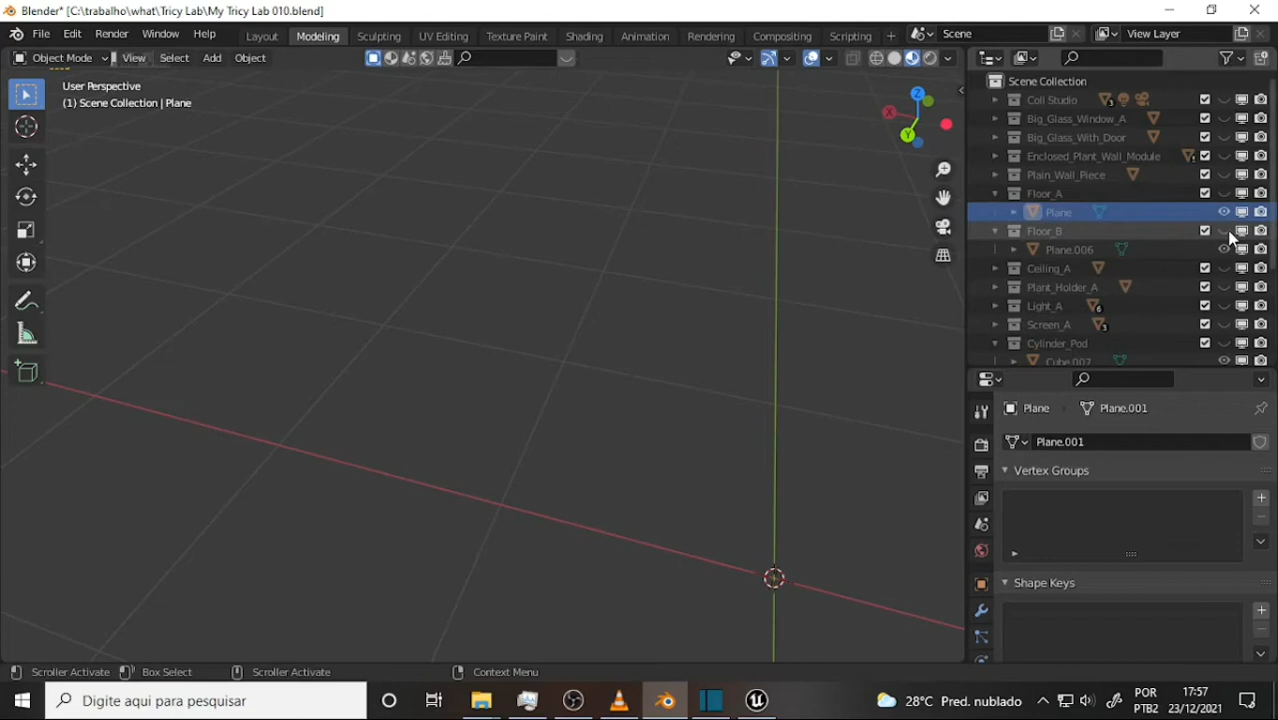 Blender* [C:\trabalho\what\Tricy Lab\My Tricy Lab 010.blend]
File Edit Render Window Help Layout Modeling Sculpting UV Editing Texture Paint Shading Animation Rendering Compositing Scripting + Scene View Layer
Object Mode View Select Add Object
User Perspective
(1) Scene Collection | Plane
Z
X
Y
Scene Collection
Coll Studio 3
Big_Glass_Window_A
Big_Glass_With_Door
Enclosed_Plant_Wall_Module
Plain_Wall_Piece
Floor_A
Plane
Floor_B
Plane.006
Ceiling_A
Plant_Holder_A
Light_A 6
Screen_A 3
Cylinder_Pod
Cube.007
Plane > Plane.001
Plane.001
Vertex Groups
Shape Keys
Scroller Activate Box Select Scroller Activate Context Menu
Digite aqui para pesquisar
28°C Pred. nublado
POR
PTB2
17:57
23/12/2021